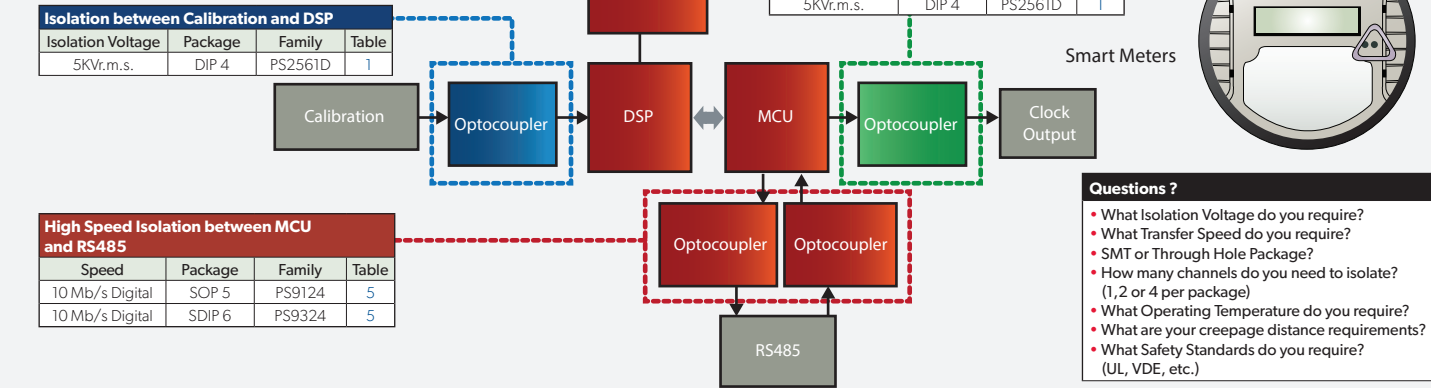 5KVr.m.s. DIP 4 PS2561D 1
Isolation between Calibration and DSP
Isolation Voltage Package Family Table
5KVr.m.s. DIP 4 PS2561D 1
Smart Meters
Calibration
Optocoupler
DSP
MCU
Optocoupler
Clock
Output
High Speed Isolation between MCU
and RS485
Speed Package Family Table
10 Mb/s Digital SOP 5 PS9124 5
10 Mb/s Digital SDIP 6 PS9324 5
Optocoupler
Optocoupler
RS485
Questions ?
• What Isolation Voltage do you require?
• What Transfer Speed do you require?
• SMT or Through Hole Package?
• How many channels do you need to isolate?
(1,2 or 4 per package)
• What Operating Temperature do you require?
• What are your creepage distance requirements?
• What Safety Standards do you require?
(UL, VDE, etc.)